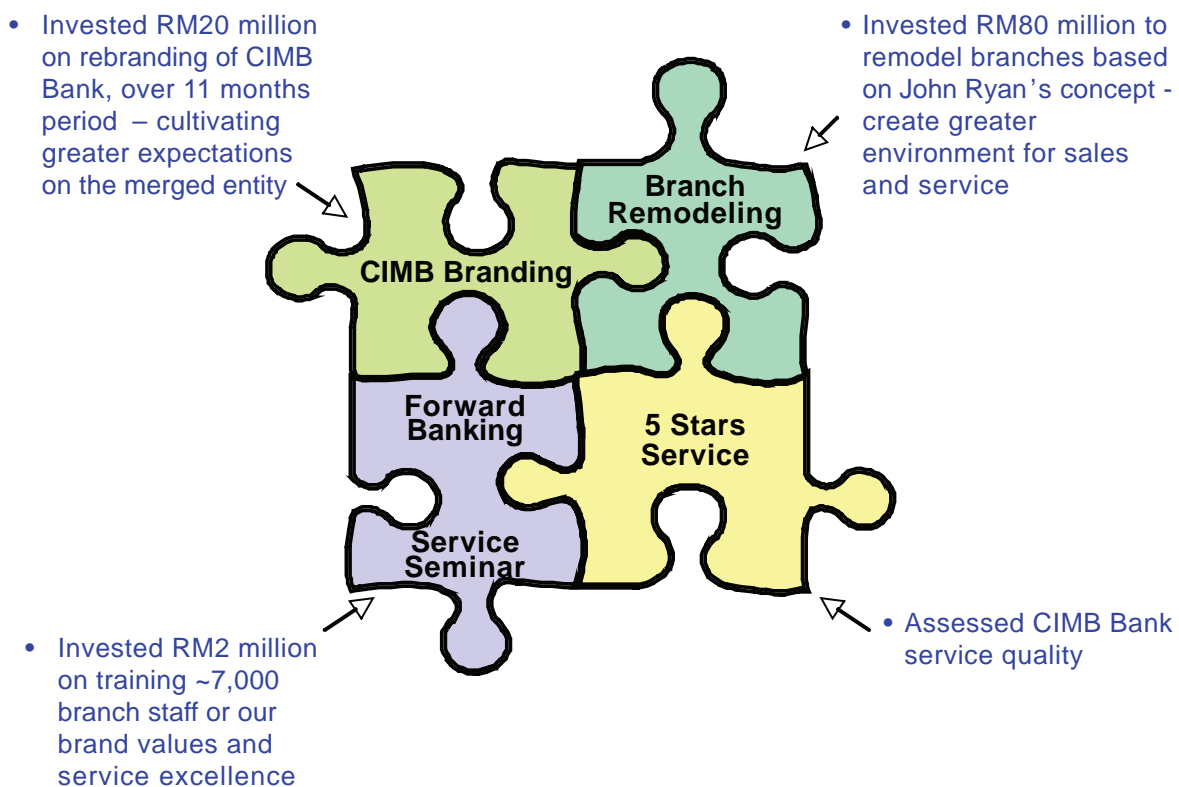 • Invested RM20 million
on rebranding of CIMB
Bank, over 11 months
period – cultivating
greater expectations
on the merged entity
• Invested RM80 million to
remodel branches based
on John Ryan's concept -
create greater
environment for sales
and service
Branch
Remodeling
CIMB Branding
Forward
Banking
5 Stars
Service
Service
Seminar
• Invested RM2 million
on training ~7,000
branch staff or our
brand values and
service excellence
• Assessed CIMB Bank
service quality